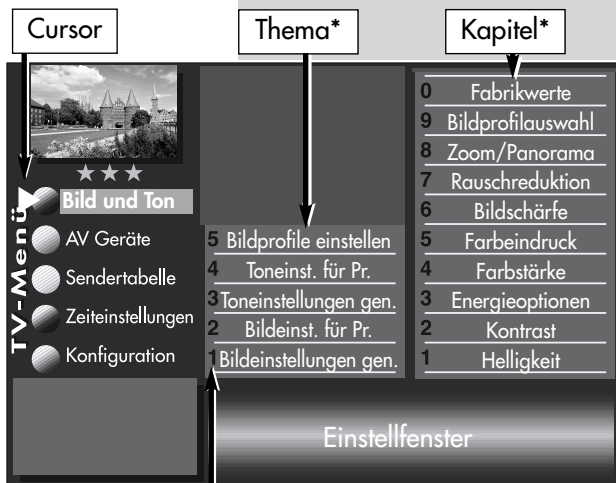 Cursor
Thema*
Kapitel*
TV-Menü
Bild und Ton
AV Geräte
Sendertabelle
Zeiteinstellungen
Konfiguration
5 Bildprofile einstellen
4 Toneinst. für Pr.
3 Toneinstellungen gen.
2 Bildeinst. für Pr.
1 Bildeinstellungen gen.
0 Fabrikwerte
9 Bildprofilauswahl
8 Zoom/Panorama
7 Rauschreduktion
6 Bildschärfe
5 Farbeindruck
4 Farbstärke
3 Energieoptionen
2 Kontrast
1 Helligkeit
Einstellfenster